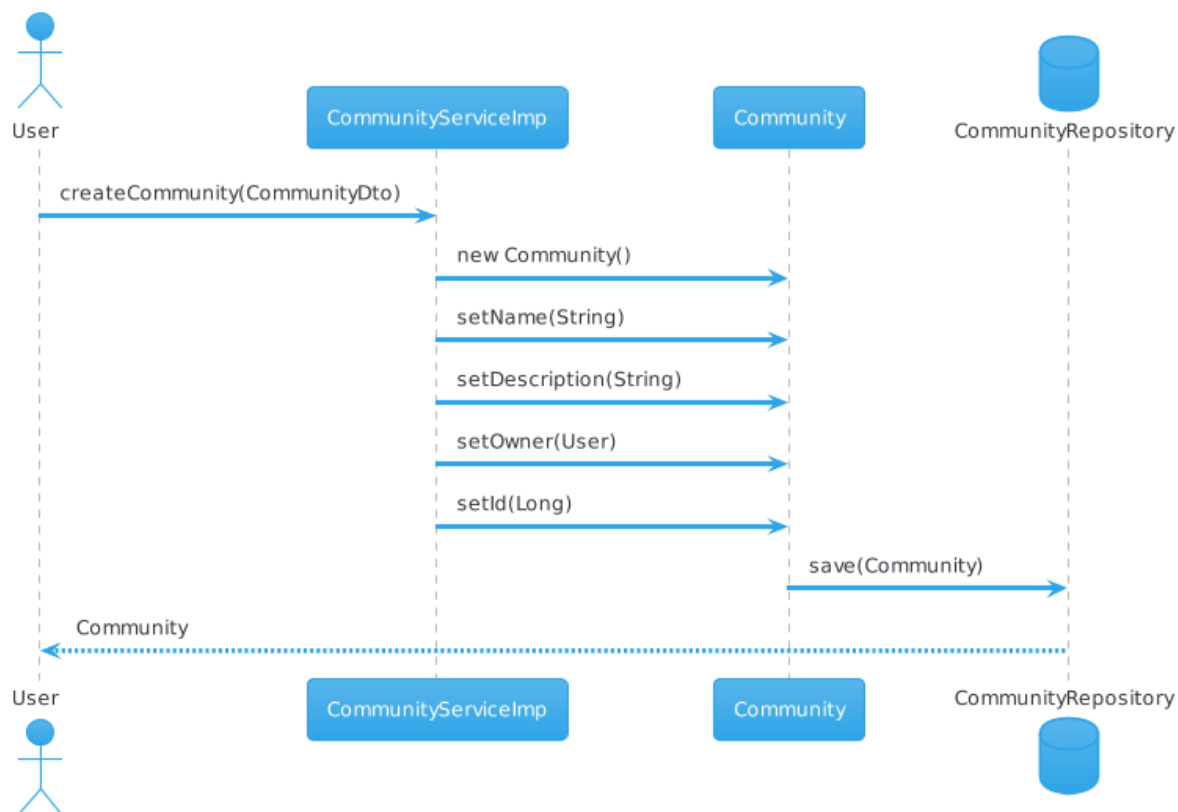 User
CommunityServiceImp
Community
CommunityRepository
createCommunity(CommunityDto)
new Community()
setName(String)
setDescription(String)
setOwner(User)
setId(Long)
save(Community)
Community
User
CommunityServiceImp
Community
CommunityRepository